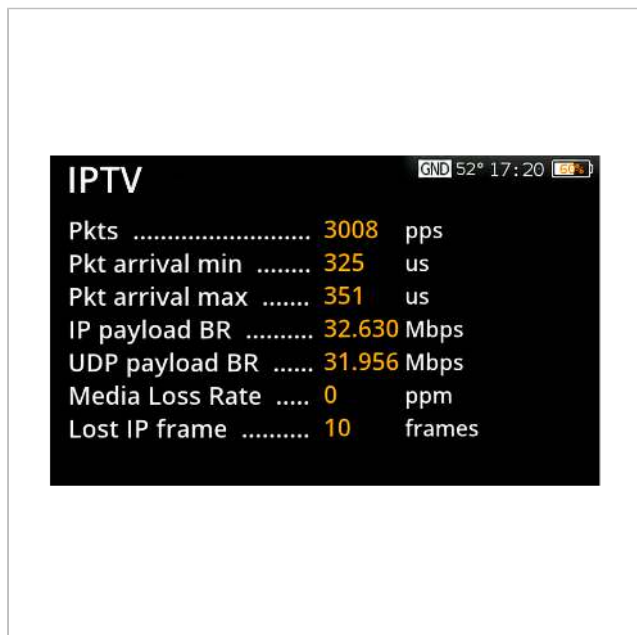 IPTV
GND 52° 17:20 60%
Pkts .......................... 3008 pps
Pkt arrival min ........ 325 us
Pkt arrival max ....... 351 us
IP payload BR .......... 32.630 Mbps
UDP payload BR ...... 31.956 Mbps
Media Loss Rate ..... 0 ppm
Lost IP frame .......... 10 frames